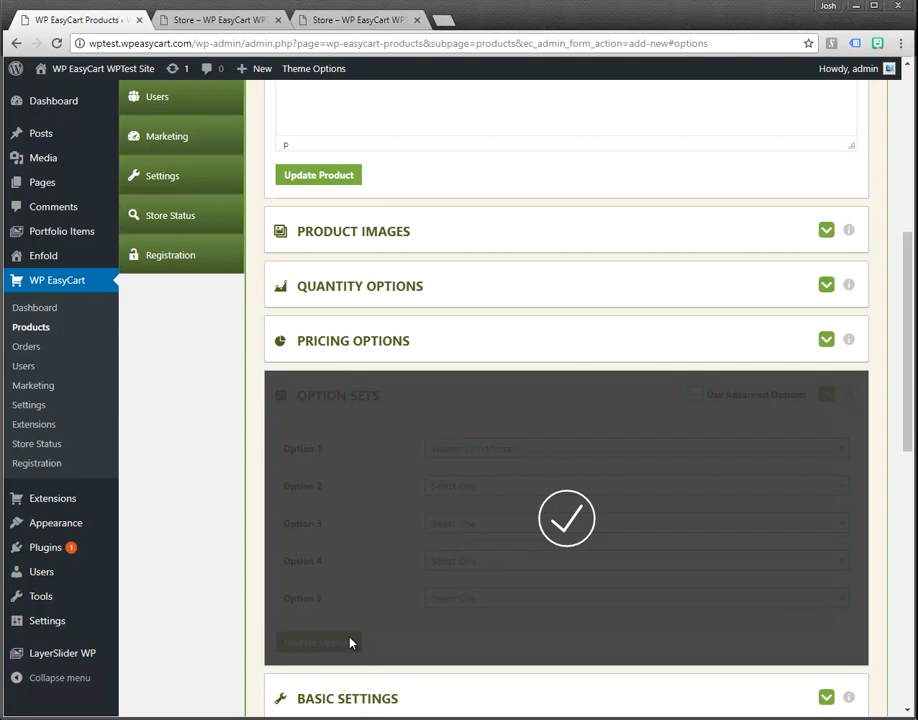 Josh
WP EasyCart Products ‹
Store – WP EasyCart WPT
Store – WP EasyCart WPT
wptest.wpeasycart.com/wp-admin/admin.php?page=wp-easycart-products&subpage=products&ec_admin_form_action=add-new#options
WP EasyCart WPTest Site
1
0
New
Theme Options
Howdy, admin
Dashboard
Posts
Media
Pages
Comments
Portfolio Items
Enfold
WP EasyCart
Dashboard
Products
Orders
Users
Marketing
Settings
Extensions
Store Status
Registration
Extensions
Appearance
Plugins 1
Users
Tools
Settings
LayerSlider WP
Collapse menu
Users
Marketing
Settings
Store Status
Registration
p
Update Product
PRODUCT IMAGES
QUANTITY OPTIONS
PRICING OPTIONS
OPTION SETS
Use Advanced Options
Option 1
Option 2
Select One
Option 3
Select One
Option 4
Select One
Option 5
Select One
BASIC SETTINGS